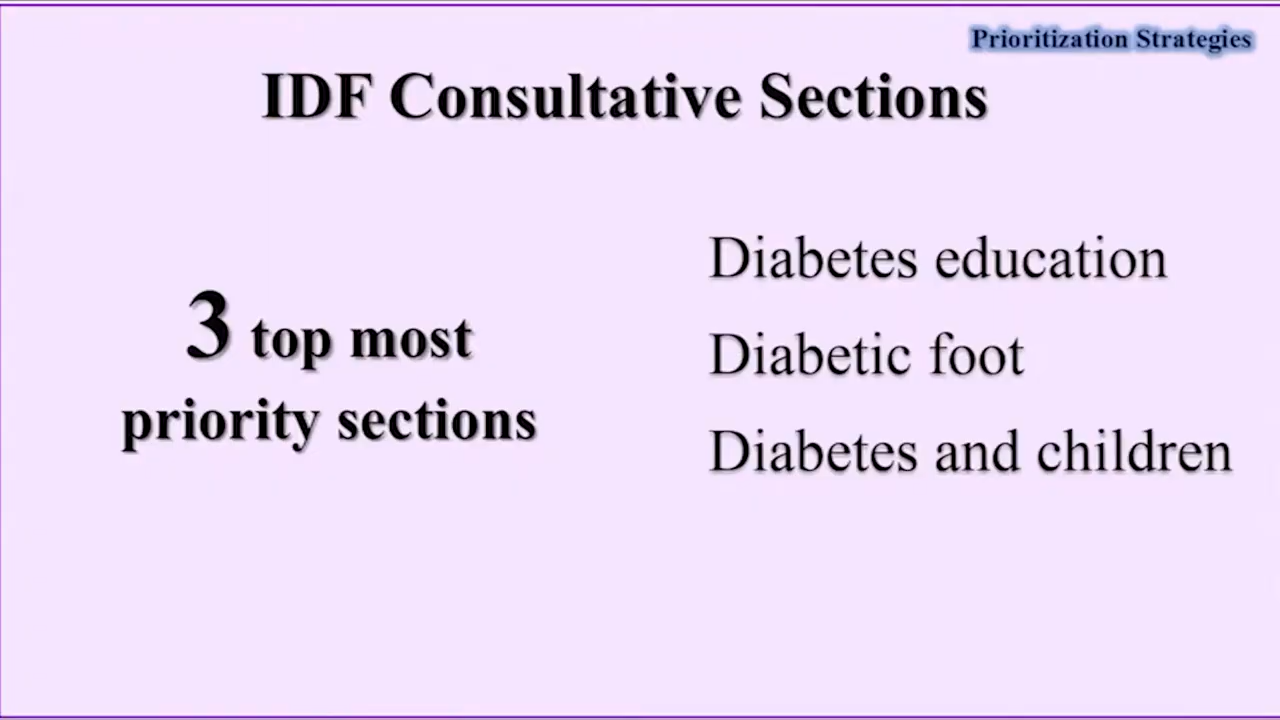 Prioritization Strategies
IDF Consultative Sections
3 top most
priority sections
Diabetes education
Diabetic foot
Diabetes and children